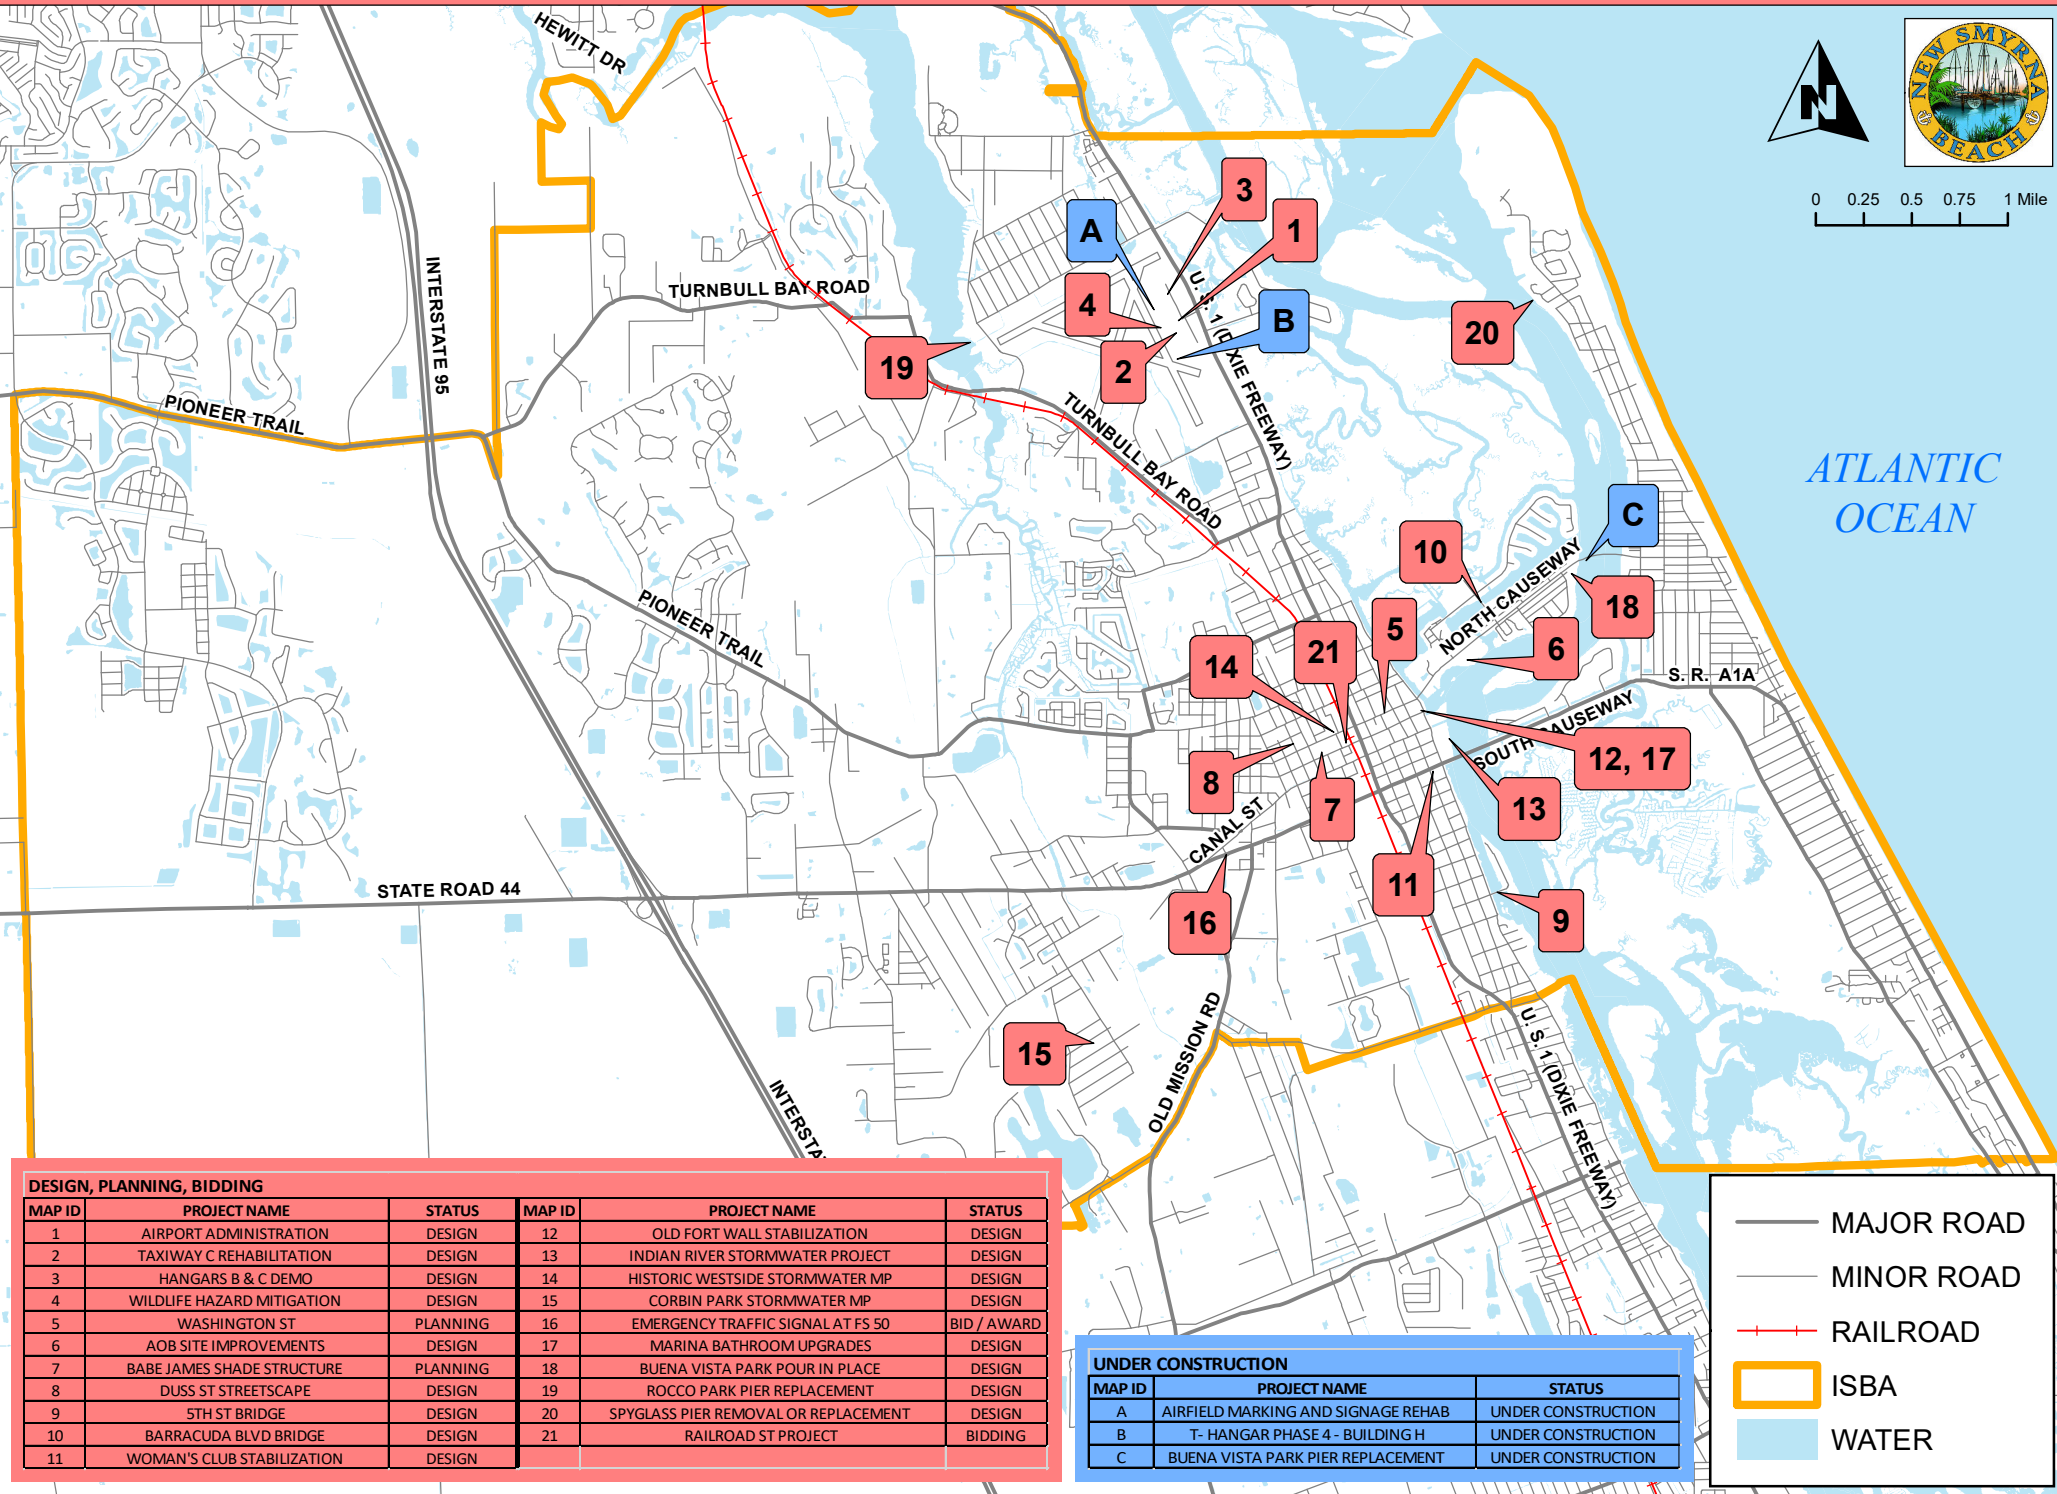 HEWITT DR
NEW SMYRNA
BEACH
N
0 0.25 0.5 0.75 1 Mile
3
A
1
INTERSTATE 95
TURNBULL BAY ROAD
4
U. S. 1 (DIXIE FREEWAY)
B
20
19
2
PIONEER TRAIL
TURNBULL BAY ROAD
ATLANTIC
OCEAN
C
10
NORTH CAUSEWAY
18
PIONEER TRAIL
5
6
21
14
S. R. A1A
SOUTH CAUSEWAY
12, 17
8
7
13
CANAL ST
STATE ROAD 44
11
16
9
15
OLD MISSION RD
U. S. 1 (DIXIE FREEWAY)
INTERSTA
DESIGN, PLANNING, BIDDING
MAP ID PROJECT NAME STATUS MAP ID PROJECT NAME STATUS
1 AIRPORT ADMINISTRATION DESIGN 12 OLD FORT WALL STABILIZATION DESIGN
2 TAXIWAY C REHABILITATION DESIGN 13 INDIAN RIVER STORMWATER PROJECT DESIGN
3 HANGARS B & C DEMO DESIGN 14 HISTORIC WESTSIDE STORMWATER MP DESIGN
4 WILDLIFE HAZARD MITIGATION DESIGN 15 CORBIN PARK STORMWATER MP DESIGN
5 WASHINGTON ST PLANNING 16 EMERGENCY TRAFFIC SIGNAL AT FS 50 BID / AWARD
6 AOB SITE IMPROVEMENTS DESIGN 17 MARINA BATHROOM UPGRADES DESIGN
7 BABE JAMES SHADE STRUCTURE PLANNING 18 BUENA VISTA PARK POUR IN PLACE DESIGN
8 DUSS ST STREETSCAPE DESIGN 19 ROCCO PARK PIER REPLACEMENT DESIGN
9 5TH ST BRIDGE DESIGN 20 SPYGLASS PIER REMOVAL OR REPLACEMENT DESIGN
10 BARRACUDA BLVD BRIDGE DESIGN 21 RAILROAD ST PROJECT BIDDING
11 WOMAN'S CLUB STABILIZATION DESIGN
UNDER CONSTRUCTION
MAP ID PROJECT NAME STATUS
A AIRFIELD MARKING AND SIGNAGE REHAB UNDER CONSTRUCTION
B T- HANGAR PHASE 4 - BUILDING H UNDER CONSTRUCTION
C BUENA VISTA PARK PIER REPLACEMENT UNDER CONSTRUCTION
MAJOR ROAD
MINOR ROAD
RAILROAD
ISBA
WATER